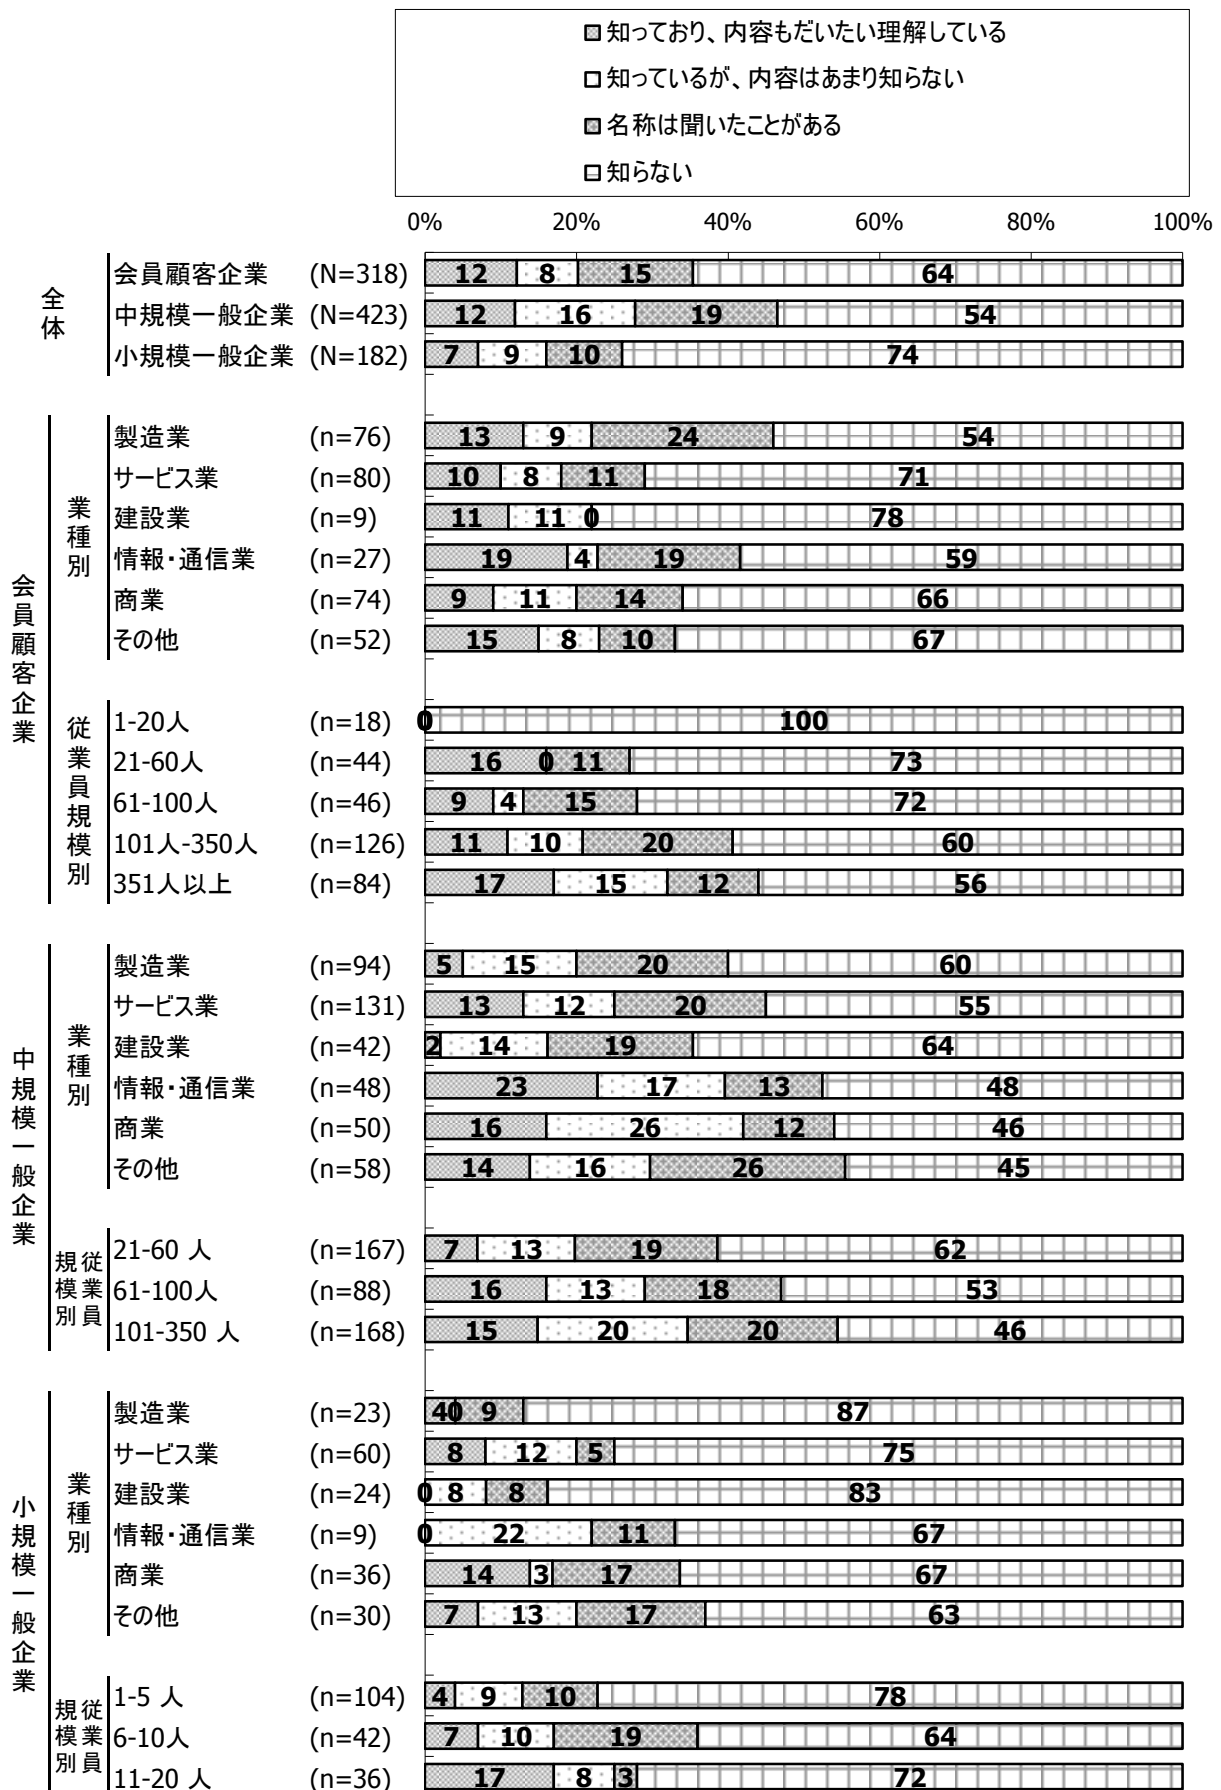 知っており、内容もだいたい理解している
知っているが、内容はあまり知らない
名称は聞いたことがある
知らない
0% 20% 40% 60% 80% 100%
全体
会員顧客企業 (N=318) 12 8 15 64
中規模一般企業 (N=423) 12 16 19 54
小規模一般企業 (N=182) 7 9 10 74
会員顧客企業
業種別
製造業 (n=76) 13 9 24 54
サービス業 (n=80) 10 8 11 71
建設業 (n=9) 11 11 0 78
情報・通信業 (n=27) 19 4 19 59
商業 (n=74) 9 11 14 66
その他 (n=52) 15 8 10 67
従業員規模別
1-20人 (n=18) 0 100
21-60人 (n=44) 16 0 11 73
61-100人 (n=46) 9 4 15 72
101人-350人 (n=126) 11 10 20 60
351人以上 (n=84) 17 15 12 56
中規模一般企業
業種別
製造業 (n=94) 5 15 20 60
サービス業 (n=131) 13 12 20 55
建設業 (n=42) 2 14 19 64
情報・通信業 (n=48) 23 17 13 48
商業 (n=50) 16 26 12 46
その他 (n=58) 14 16 26 45
従業員規模別
21-60 人 (n=167) 7 13 19 62
61-100人 (n=88) 16 13 18 53
101-350 人 (n=168) 15 20 20 46
小規模一般企業
業種別
製造業 (n=23) 4 0 9 87
サービス業 (n=60) 8 12 5 75
建設業 (n=24) 0 8 8 83
情報・通信業 (n=9) 0 22 11 67
商業 (n=36) 14 3 17 67
その他 (n=30) 7 13 17 63
従業員規模別
1-5 人 (n=104) 4 9 10 78
6-10人 (n=42) 7 10 19 64
11-20 人 (n=36) 17 8 3 72